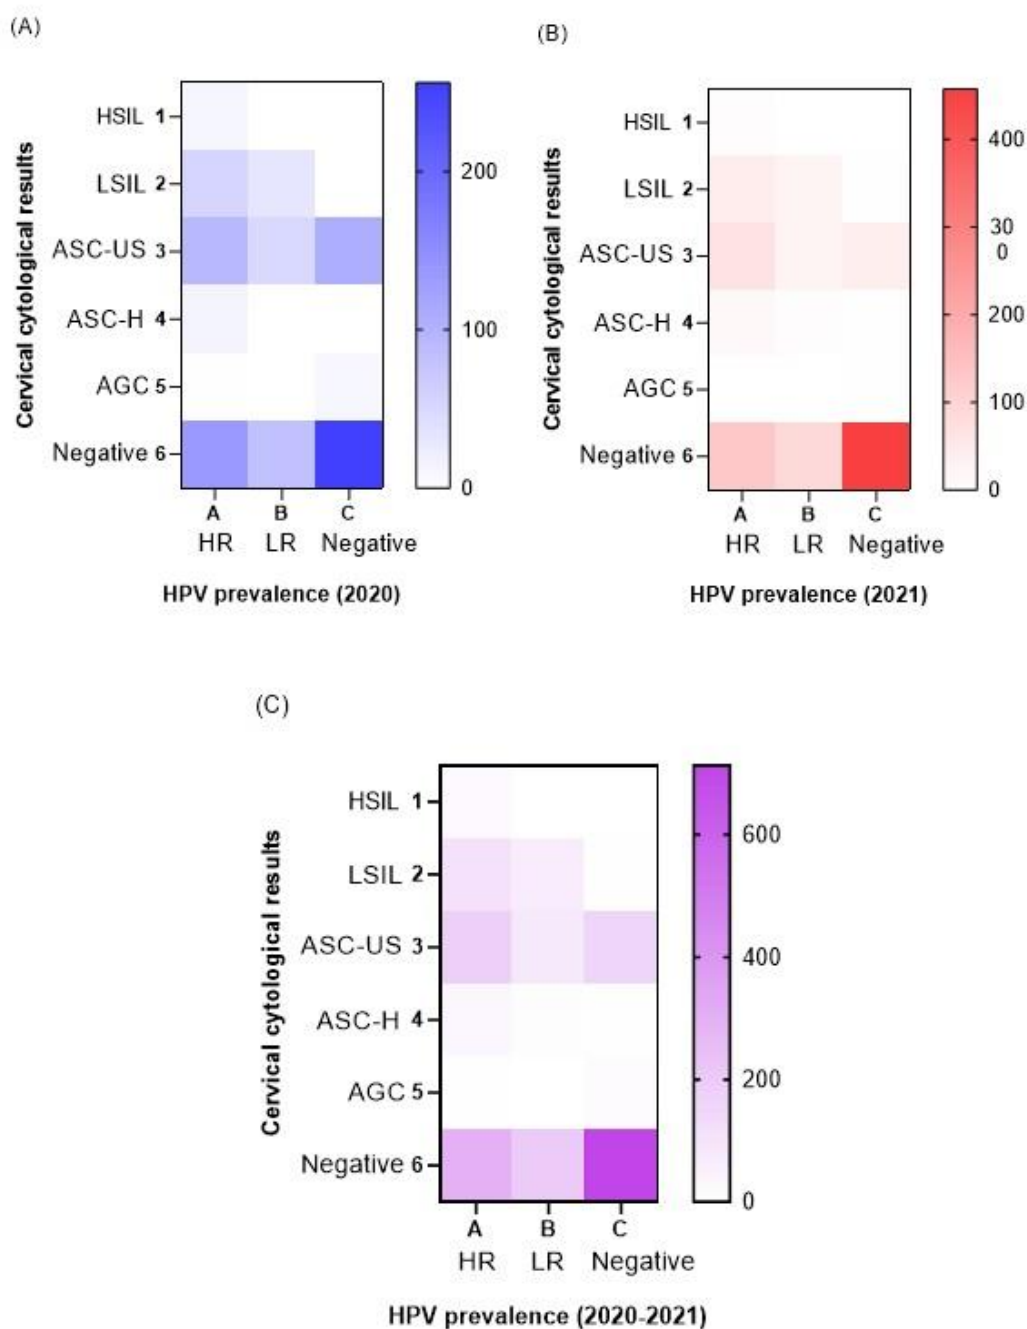 (A)
Cervical cytological results
HSIL 1
LSIL 2
ASC-US 3
ASC-H 4
AGC 5
Negative 6
A B C
HR LR Negative
HPV prevalence (2020)
200
100
0
(B)
Cervical cytological results
HSIL 1
LSIL 2
ASC-US 3
ASC-H 4
AGC 5
Negative 6
A B C
HR LR Negative
HPV prevalence (2021)
400
30
0
200
100
0
(C)
Cervical cytological results
HSIL 1
LSIL 2
ASC-US 3
ASC-H 4
AGC 5
Negative 6
A B C
HR LR Negative
HPV prevalence (2020-2021)
600
400
200
0